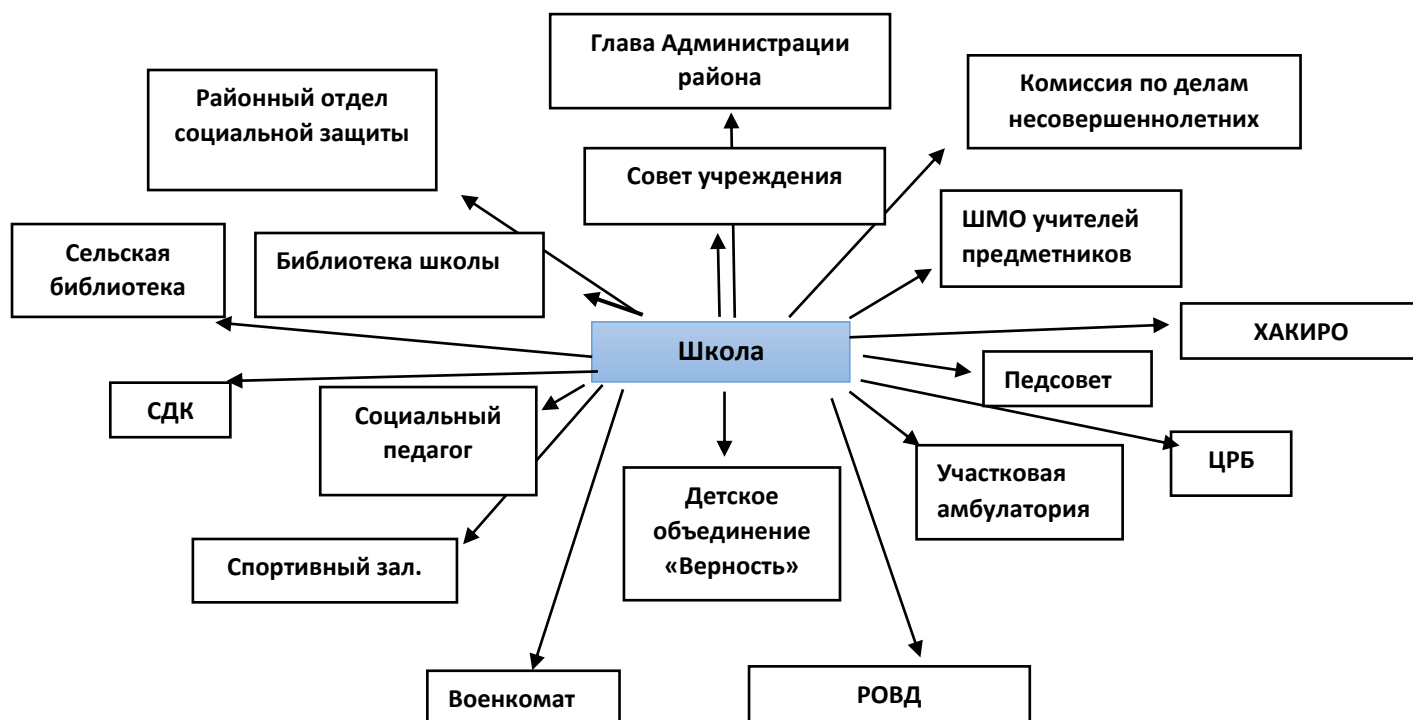 Глава Администрации
района
Районный отдел
социальной защиты
Комиссия по делам
несовершеннолетних
Совет учреждения
ШМО учителей
предметников
Сельская
библиотека
Библиотека школы
ХАКИРО
Школа
Педсовет
СДК
Социальный
педагог
Участковая
амбулатория
ЦРБ
Детское
объединение
«Верность»
Спортивный зал.
Военкомат
РОВД